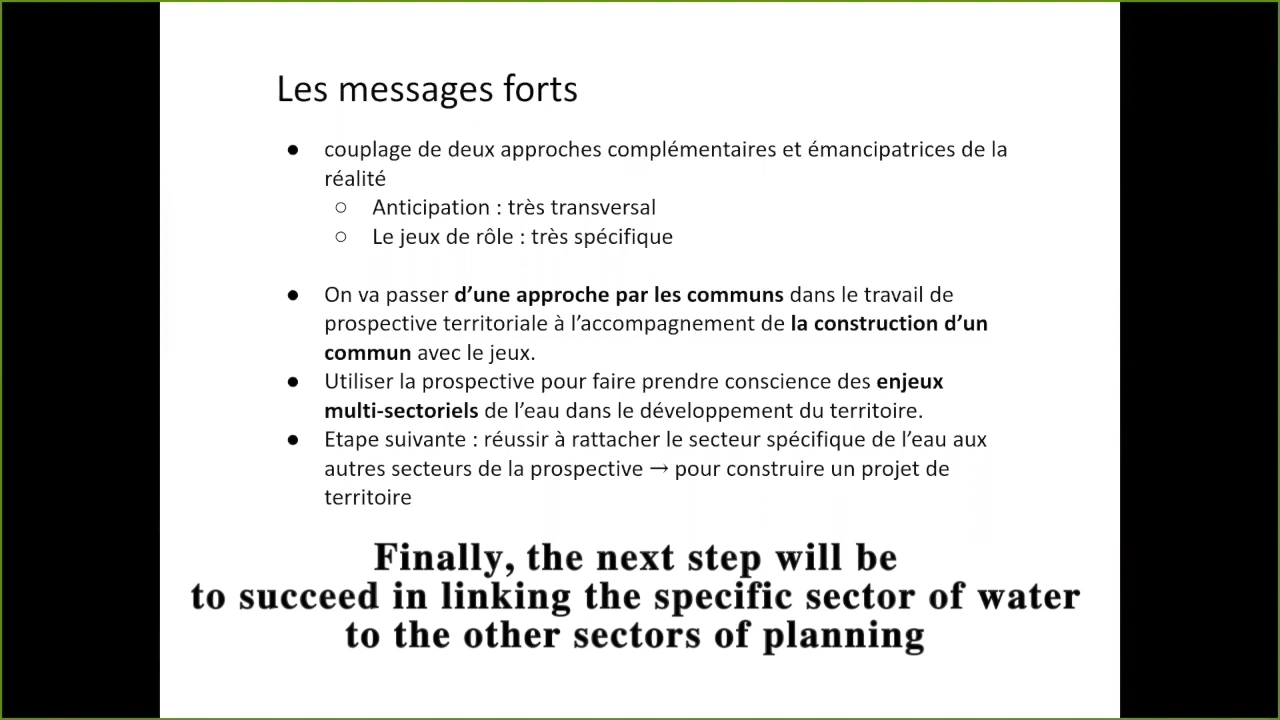 Les messages forts
● couplage de deux approches complémentaires et émancipatrices de la
réalité
○ Anticipation : très transversal
○ Le jeux de rôle : très spécifique
● On va passer d’une approche par les communs dans le travail de
prospective territoriale à l’accompagnement de la construction d’un
commun avec le jeux.
● Utiliser la prospective pour faire prendre conscience des enjeux
multi-sectoriels de l’eau dans le développement du territoire.
● Etape suivante : réussir à rattacher le secteur spécifique de l’eau aux
autres secteurs de la prospective → pour construire un projet de
territoire
Finally, the next step will be
to succeed in linking the specific sector of water
to the other sectors of planning